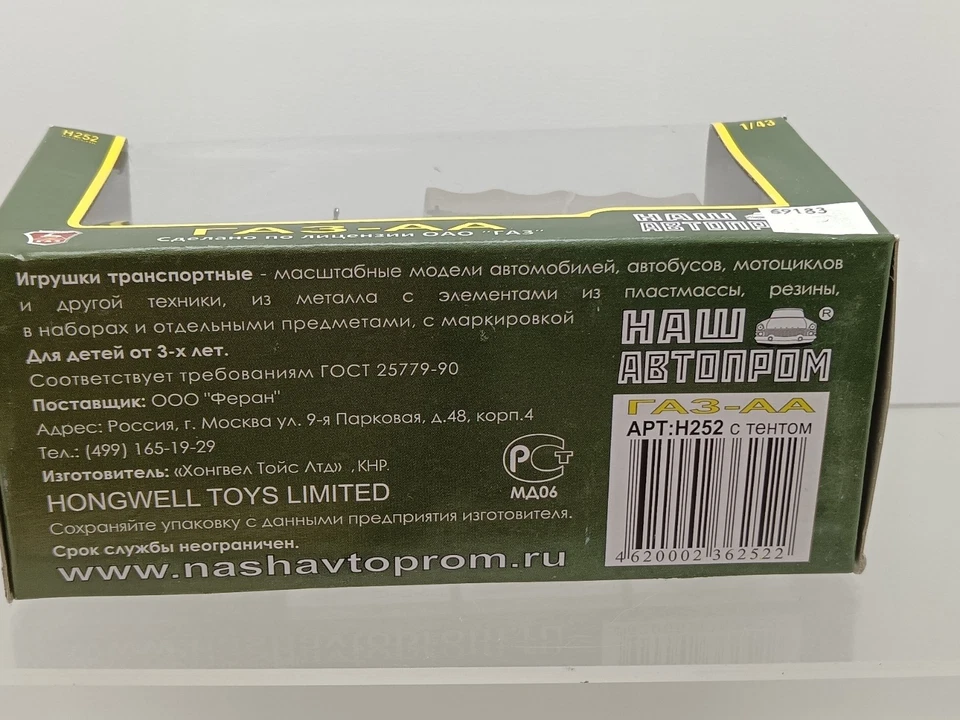 H252
1/43
ГАЗ-АА
Сделано по лицензии ОАО "ГАЗ"
НАШ
69183
Игрушки транспортные - масштабные модели автомобилей, автобусов, мотоциклов
и другой техники, из металла с элементами из пластмассы, резины,
в наборах и отдельными предметами, с маркировкой
НАШ ®
АВТОПРОМ
Для детей от 3-х лет.
Соответствует требованиям ГОСТ 25779-90
Поставщик: ООО "Феран"
Адрес: Россия, г. Москва ул. 9-я Парковая, д.48, корп.4
Тел.: (499) 165-19-29
Изготовитель: «Хонгвел Тойс Лтд» , КНР.
HONGWELL TOYS LIMITED
Сохраняйте упаковку с данными предприятия изготовителя.
Срок службы неограничен.
www.nashavtoprom.ru
РСТ
МД06
ГАЗ-АА
АРТ:H252 с тентом
4 620002 362522